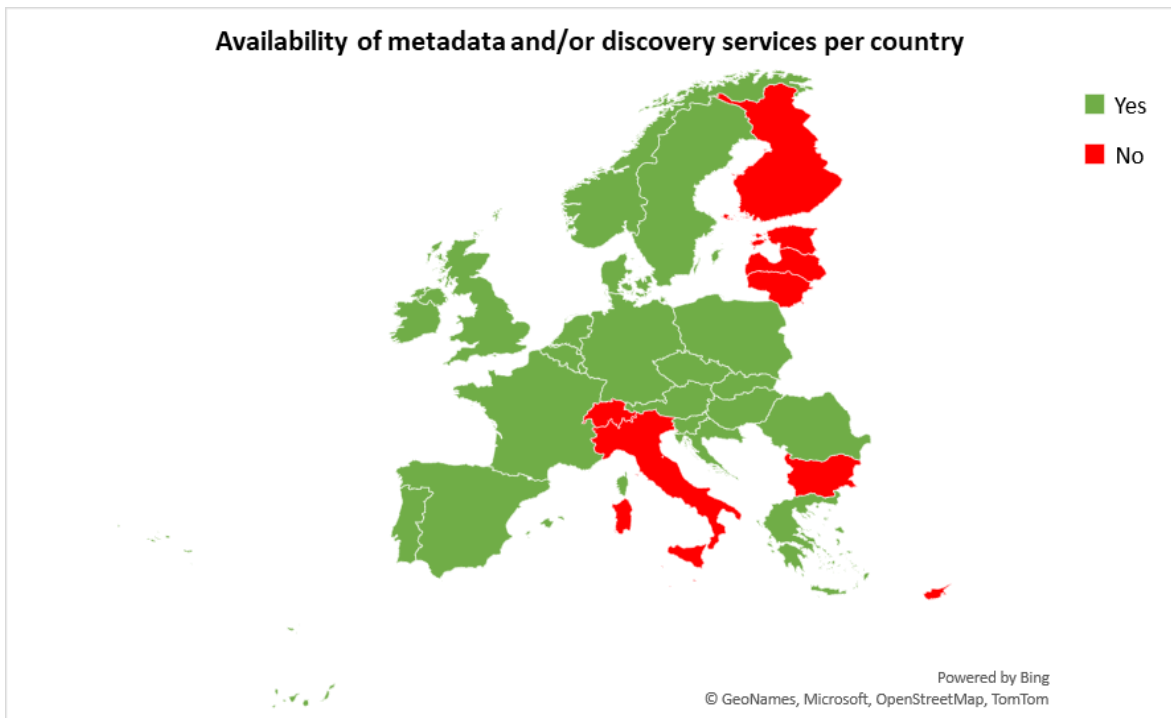 Availability of metadata and/or discovery services per country
Yes
No
Powered by Bing
© GeoNames, Microsoft, OpenStreetMap, TomTom